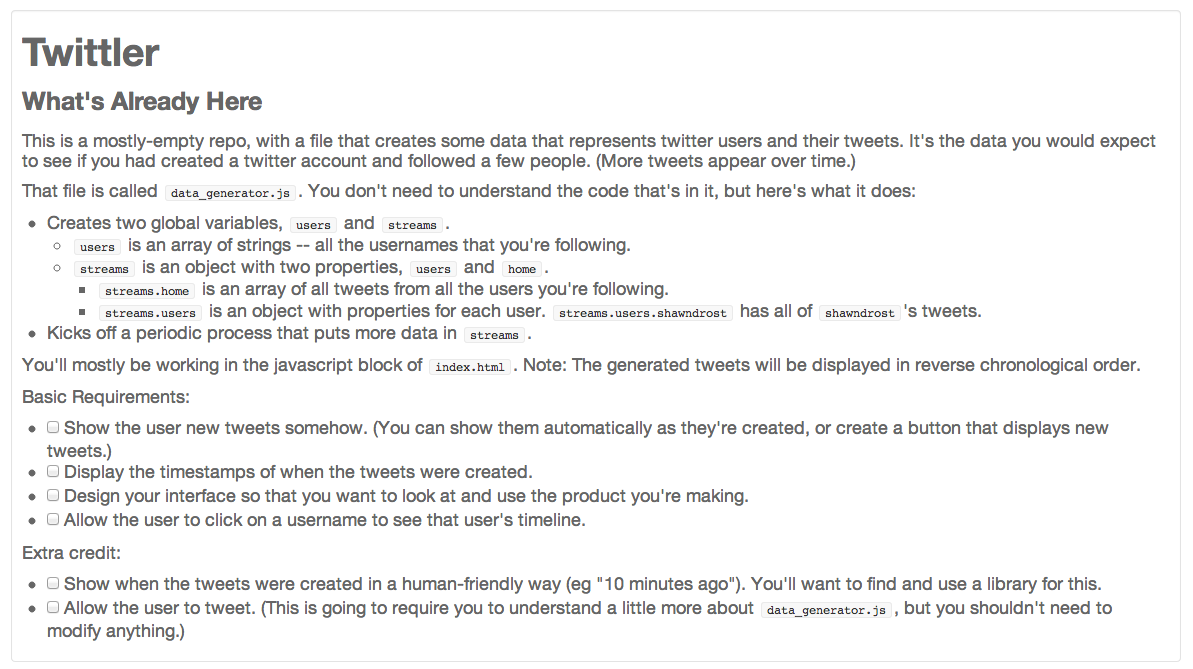 Twittler
What's Already Here
This is a mostly-empty repo, with a file that creates some data that represents twitter users and their tweets. It's the data you would expect
to see if you had created a twitter account and followed a few people. (More tweets appear over time.)
That file is called data_generator.js. You don't need to understand the code that's in it, but here's what it does:
Creates two global variables, users and streams.
users is an array of strings -- all the usernames that you're following.
streams is an object with two properties, users and home.
streams.home is an array of all tweets from all the users you're following.
streams.users is an object with properties for each user. streams.users.shawndrost has all of shawndrost's tweets.
Kicks off a periodic process that puts more data in streams.
You'll mostly be working in the javascript block of index.html. Note: The generated tweets will be displayed in reverse chronological order.
Basic Requirements:
Show the user new tweets somehow. (You can show them automatically as they're created, or create a button that displays new
tweets.)
Display the timestamps of when the tweets were created.
Design your interface so that you want to look at and use the product you're making.
Allow the user to click on a username to see that user's timeline.
Extra credit:
Show when the tweets were created in a human-friendly way (eg "10 minutes ago"). You'll want to find and use a library for this.
Allow the user to tweet. (This is going to require you to understand a little more about data_generator.js, but you shouldn't need to
modify anything.)